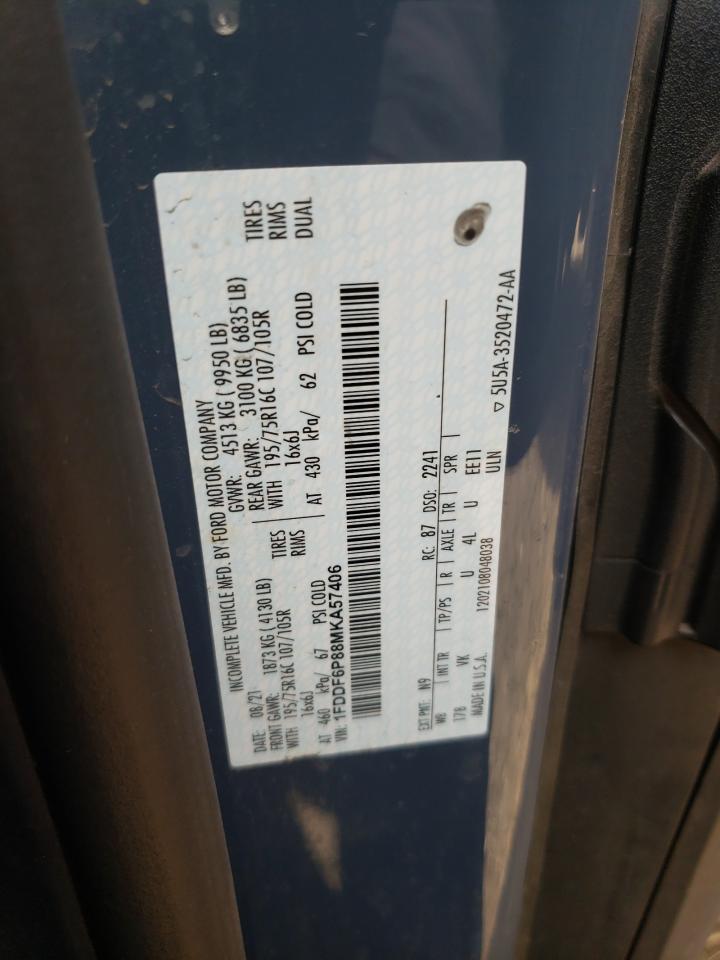 INCOMPLETE VEHICLE MFD. BY FORD MOTOR COMPANY
DATE: 08/21 GVWR: 4513 KG ( 9950 LB)
FRONT GAWR: 1873 KG ( 4130 LB) REAR GAWR: 3100 KG ( 6835 LB)
WITH 195/75R16C 107/105R TIRES WITH 195/75R16C 107/105R TIRES
16x6J RIMS 16x6J RIMS
AT 460 kPa/ 67 PSI COLD AT 430 kPa/ 62 PSI COLD DUAL
VIN: 1FDDF6P88MKA57406
EXT PNT: N9 RC: 87 DSO: 2241
WB INT TR TP/PS R AXLE TR SPR
178 VK U 4L U EE11
MADE IN U.S.A. 1202108048038 ULN
▽ 5U5A-3520472-AA